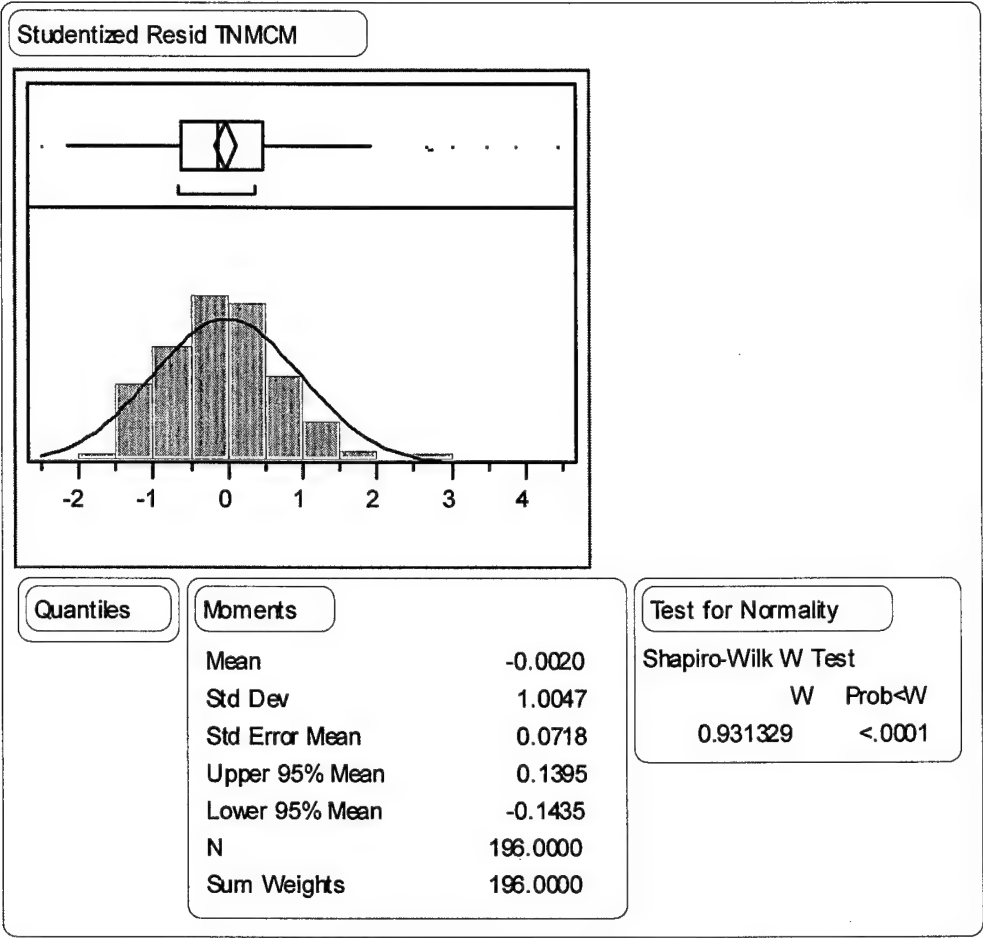 Studentized Resid TNMCM
-2 -1 0 1 2 3 4
Quantiles
Moments
Mean -0.0020
Std Dev 1.0047
Std Error Mean 0.0718
Upper 95% Mean 0.1395
Lower 95% Mean -0.1435
N 196.0000
Sum Weights 196.0000
Test for Normality
Shapiro-Wilk W Test
W Prob<W
0.931329 <.0001